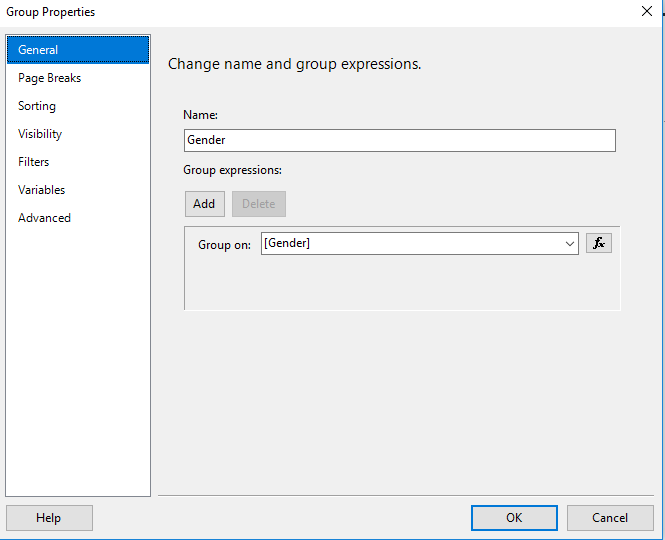 Group Properties
General
Page Breaks
Sorting
Visibility
Filters
Variables
Advanced
Change name and group expressions.
Name:
Gender
Group expressions:
Add
Delete
Group on:
[Gender]
fx
Help
OK
Cancel